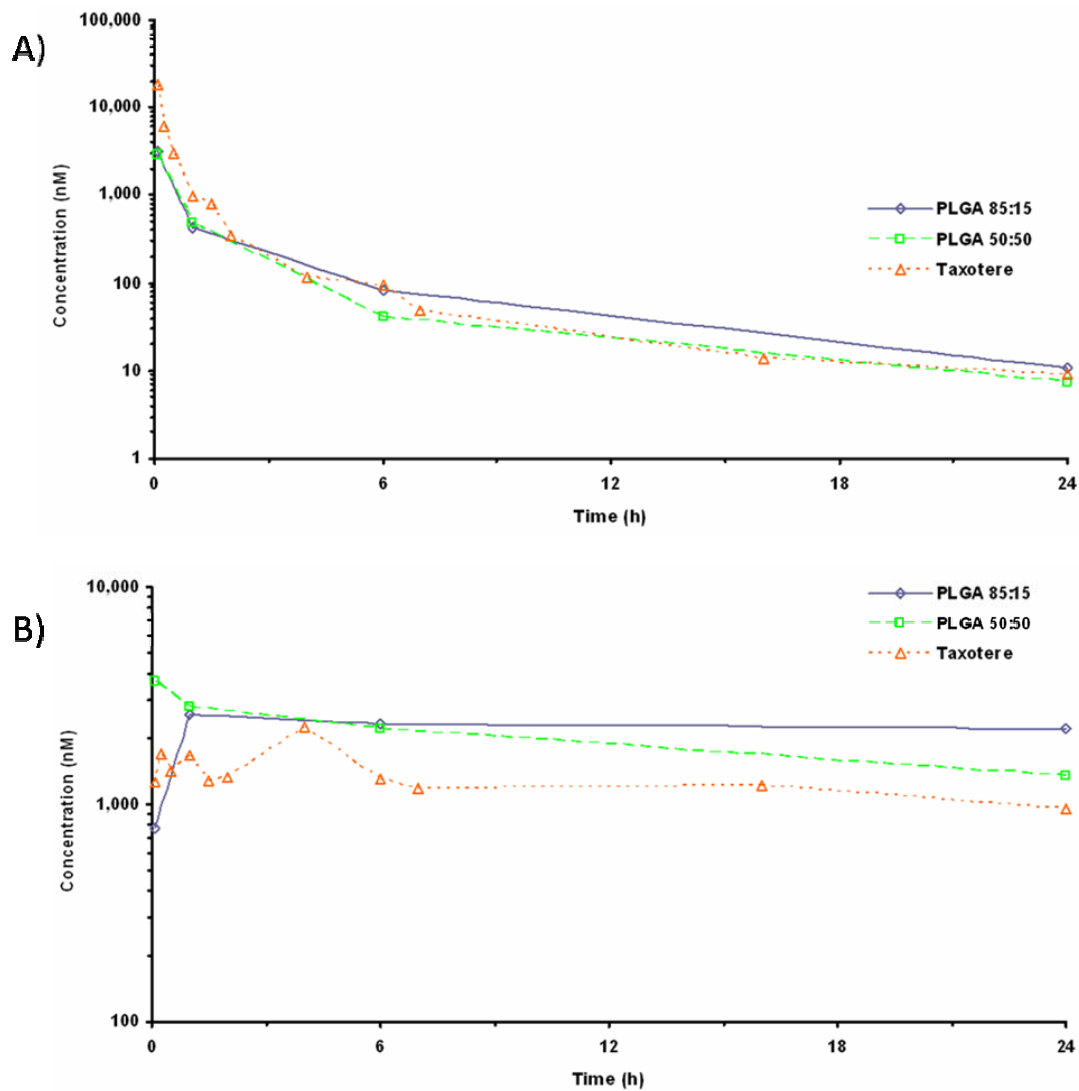 A)
100,000
10,000
1,000
100
10
1
Concentration (nM)
0 6 12 18 24
Time (h)
PLGA 85:15
PLGA 50:50
Taxotere
B)
10,000
1,000
100
Concentration (nM)
0 6 12 18 24
Time (h)
PLGA 85:15
PLGA 50:50
Taxotere